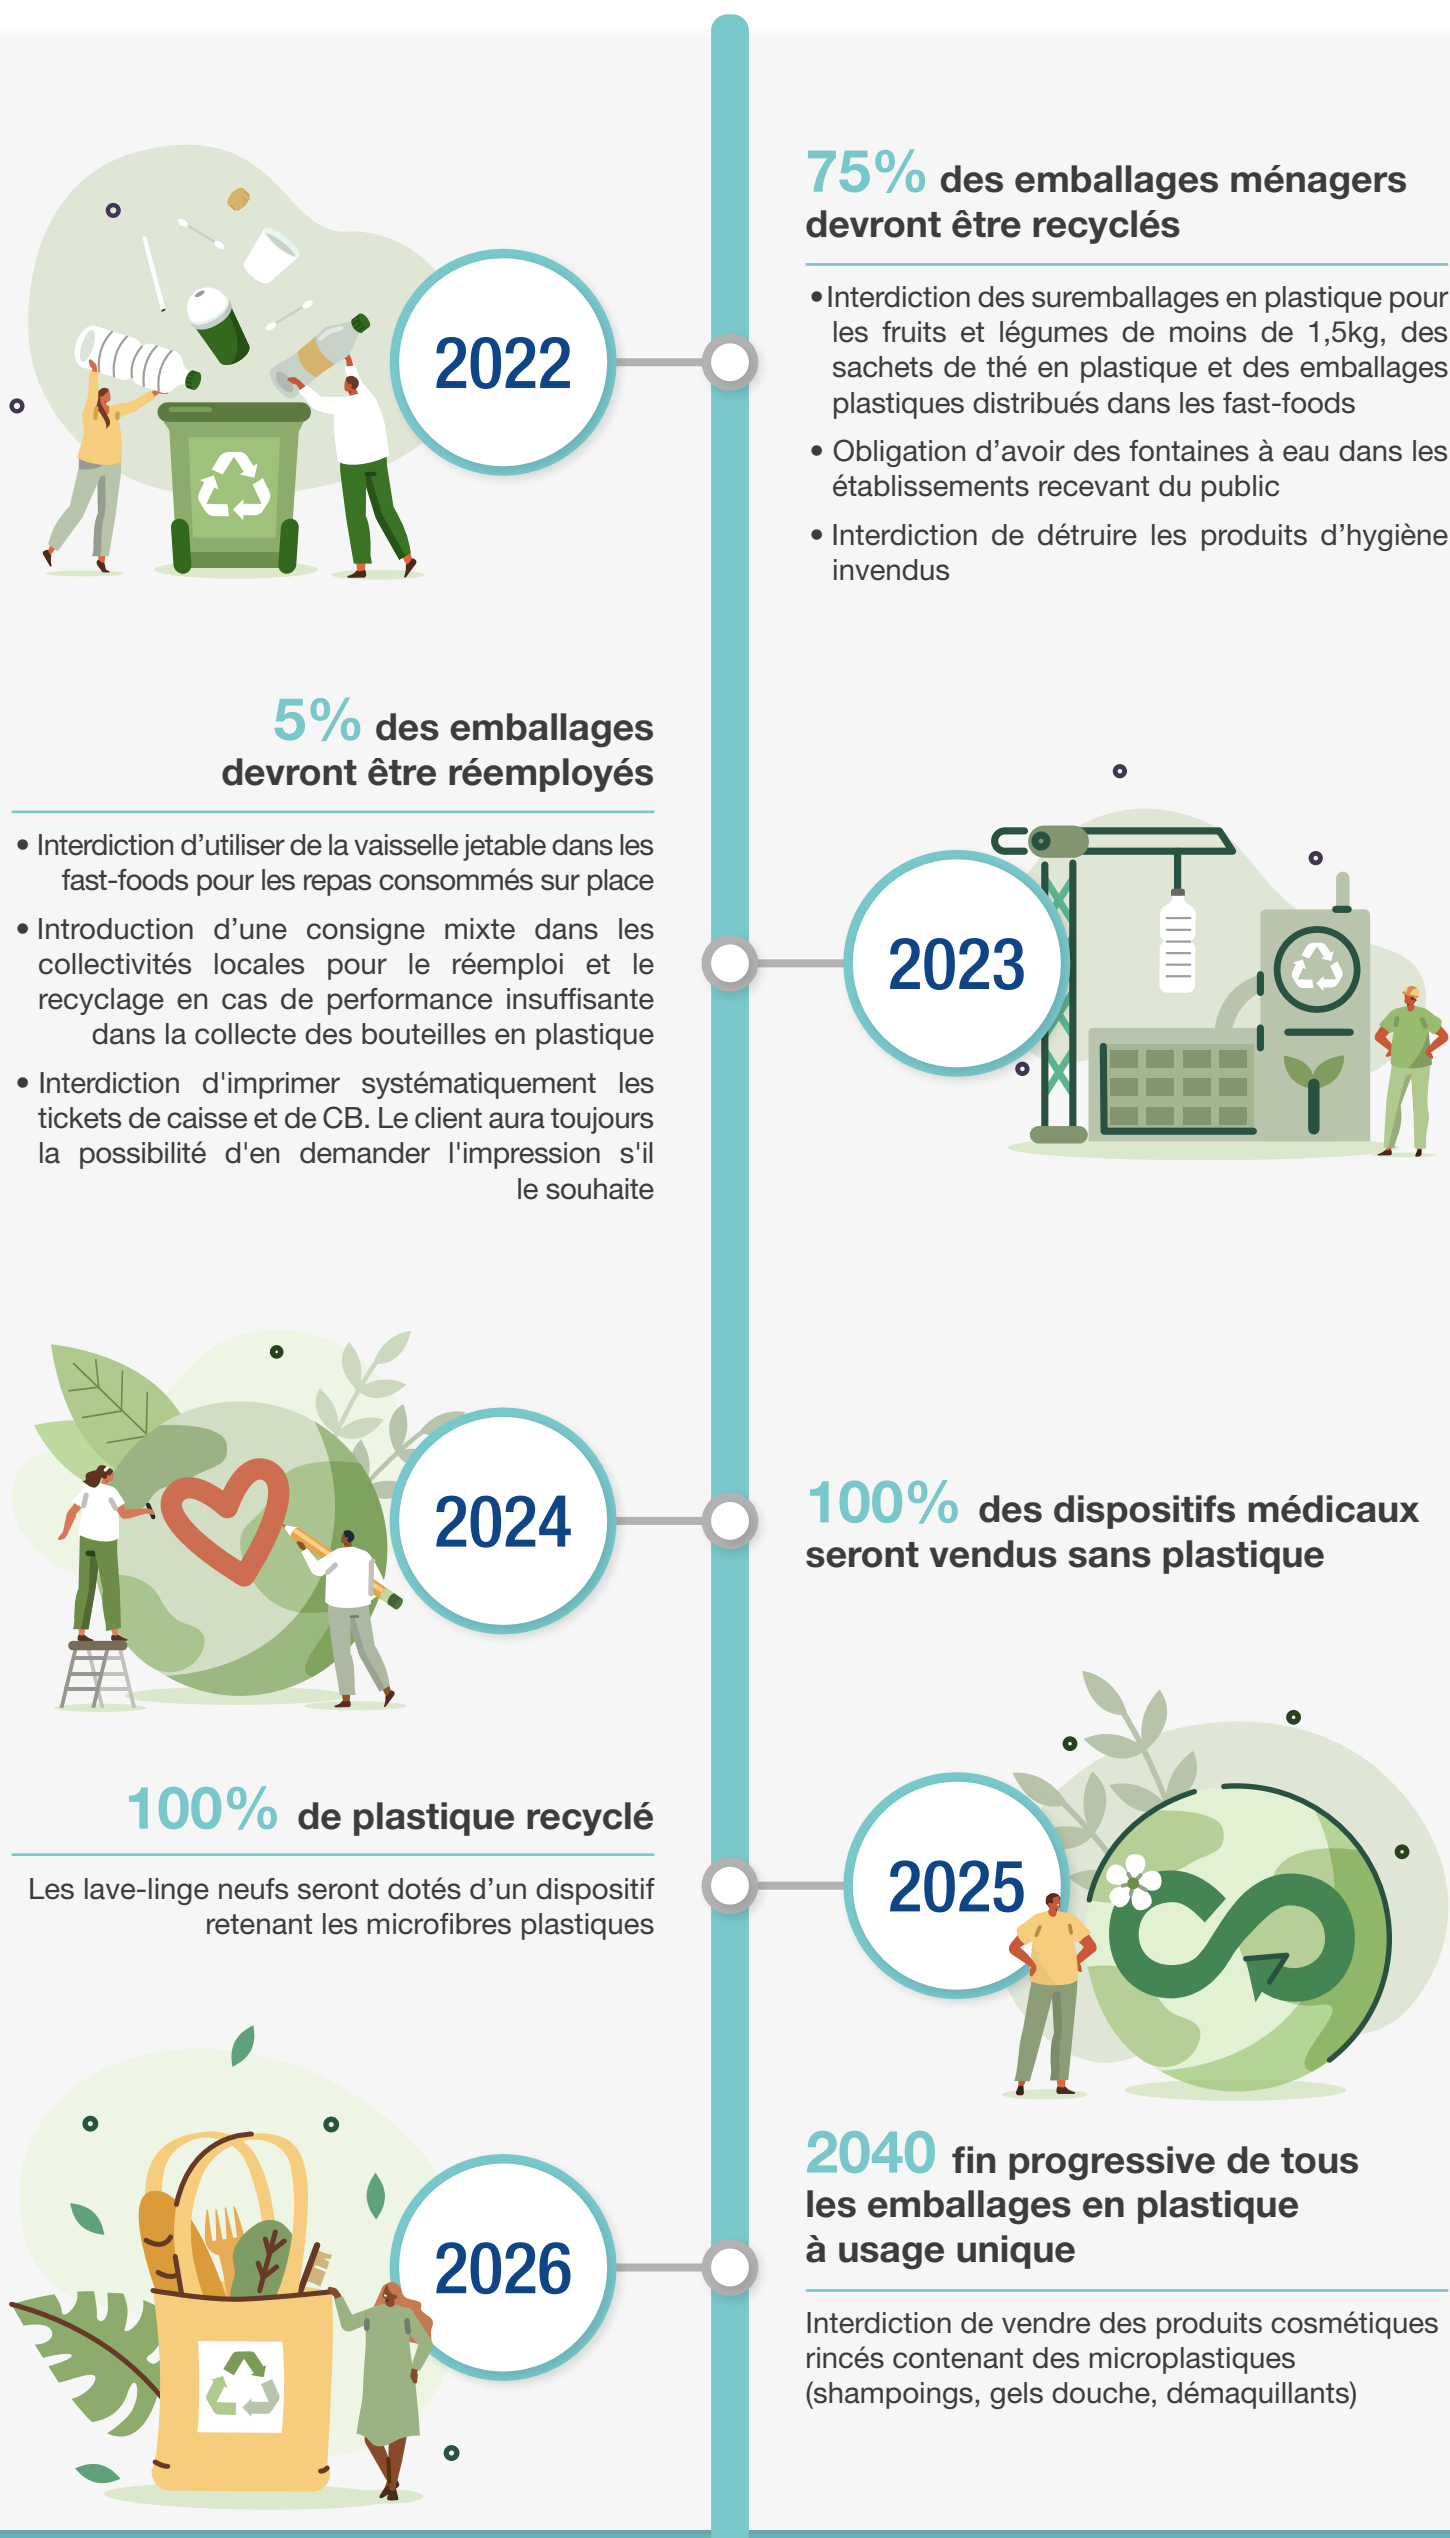 2022
75% des emballages ménagers
devront être recyclés
• Interdiction des suremballages en plastique pour
les fruits et légumes de moins de 1,5kg, des
sachets de thé en plastique et des emballages
plastiques distribués dans les fast-foods
• Obligation d’avoir des fontaines à eau dans les
établissements recevant du public
• Interdiction de détruire les produits d’hygiène
invendus
5% des emballages
devront être réemployés
• Interdiction d’utiliser de la vaisselle jetable dans les
fast-foods pour les repas consommés sur place
• Introduction d’une consigne mixte dans les
collectivités locales pour le réemploi et le
recyclage en cas de performance insuffisante
dans la collecte des bouteilles en plastique
• Interdiction d'imprimer systématiquement les
tickets de caisse et de CB. Le client aura toujours
la possibilité d'en demander l'impression s'il
le souhaite
2023
2024
100% des dispositifs médicaux
seront vendus sans plastique
100% de plastique recyclé
Les lave-linge neufs seront dotés d’un dispositif
retenant les microfibres plastiques
2025
2026
2040 fin progressive de tous
les emballages en plastique
à usage unique
Interdiction de vendre des produits cosmétiques
rincés contenant des microplastiques
(shampoings, gels douche, démaquillants)